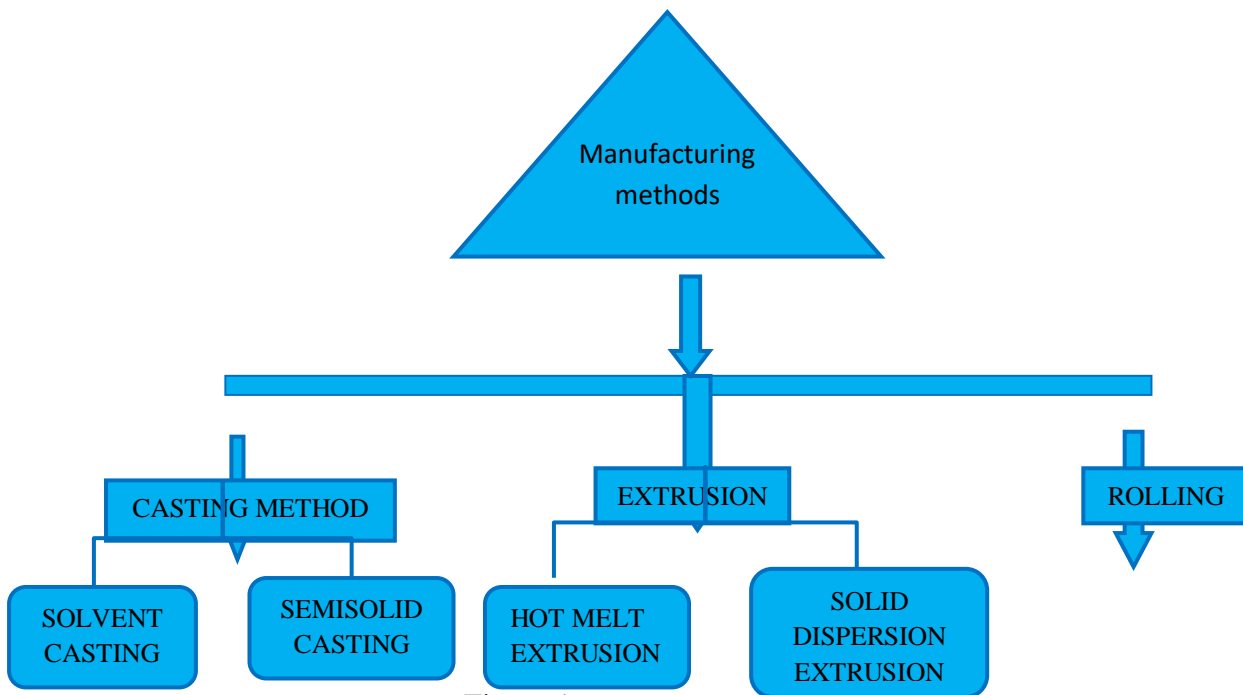 Manufacturing
methods
CASTING METHOD
EXTRUSION
ROLLING
SOLVENT
CASTING
SEMISOLID
CASTING
HOT MELT
EXTRUSION
SOLID
DISPERSION
EXTRUSION